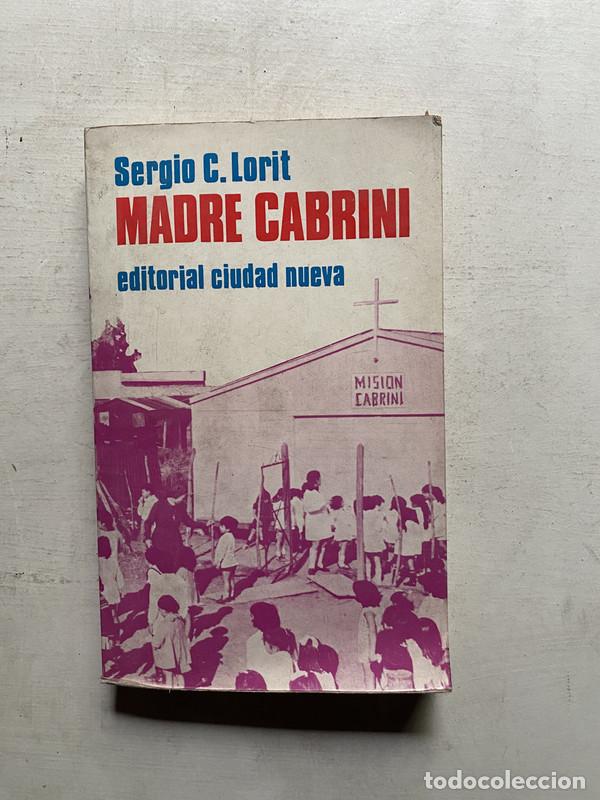 Sergio C. Lorit
MADRE CABRINI
editorial ciudad nueva
MISION
CABRINI
todocoleccion